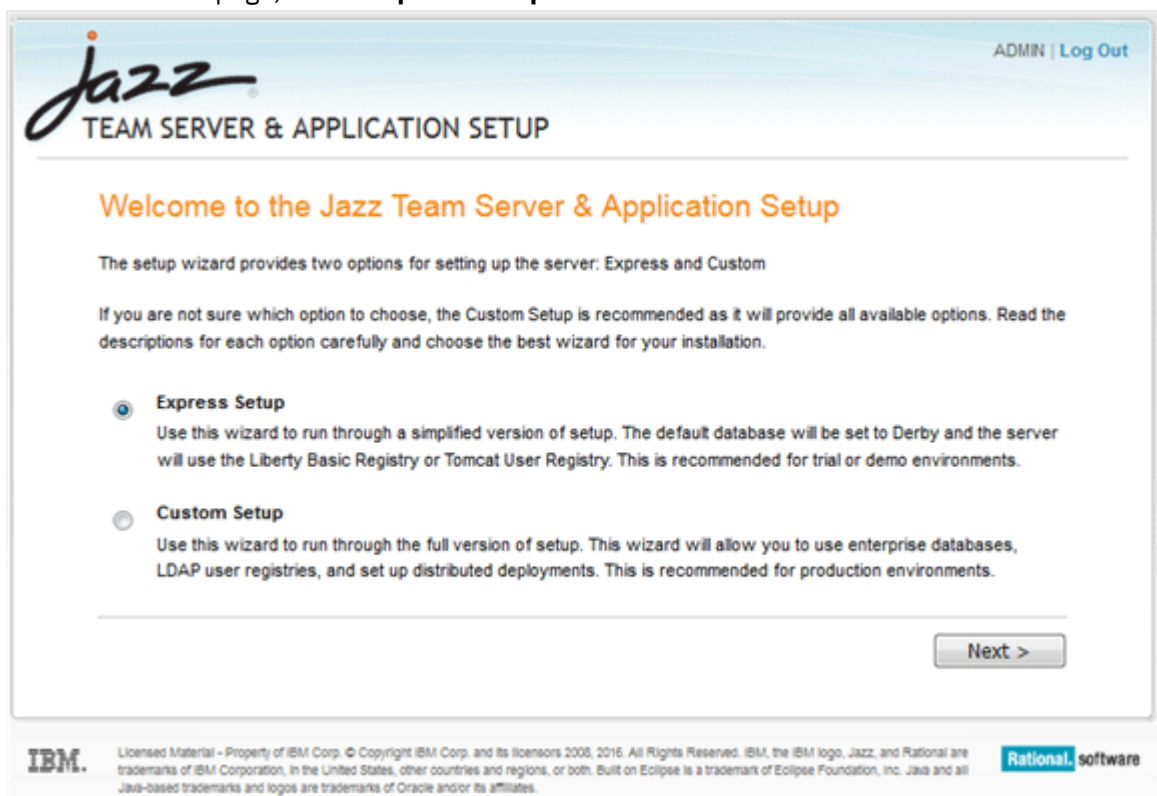 jazz
ADMIN | Log Out
TEAM SERVER & APPLICATION SETUP
Welcome to the Jazz Team Server & Application Setup
The setup wizard provides two options for setting up the server: Express and Custom
If you are not sure which option to choose, the Custom Setup is recommended as it will provide all available options. Read the
descriptions for each option carefully and choose the best wizard for your installation.
Express Setup
Use this wizard to run through a simplified version of setup. The default database will be set to Derby and the server
will use the Liberty Basic Registry or Tomcat User Registry. This is recommended for trial or demo environments.
Custom Setup
Use this wizard to run through the full version of setup. This wizard will allow you to use enterprise databases,
LDAP user registries, and set up distributed deployments. This is recommended for production environments.
Next >
IBM.
Licensed Material - Property of IBM Corp. © Copyright IBM Corp. and its licensors 2008, 2016. All Rights Reserved. IBM, the IBM logo, Jazz, and Rational are
trademarks of IBM Corporation, in the United States, other countries and regions, or both. Built on Eclipse is a trademark of Eclipse Foundation, Inc. Java and all
Java-based trademarks and logos are trademarks of Oracle and/or its affiliates.
Rational. software